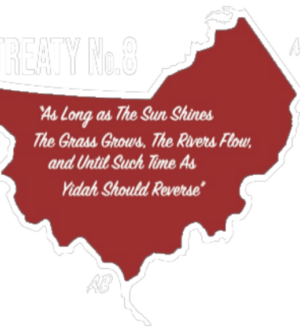 TREATY No.8
"As Long as The Sun Shines
The Grass Grows, The Rivers Flow,
and Until Such Time As
Yidah Should Reverse"
AB